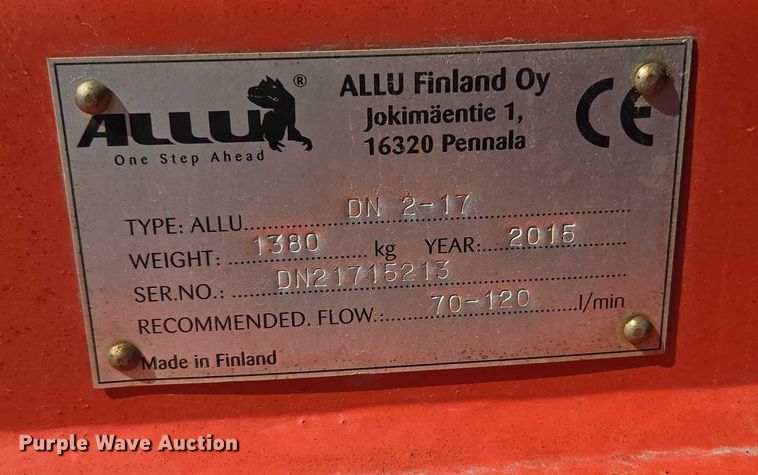 ALLU ®
One Step Ahead
ALLU Finland Oy
Jokimäentie 1,
16320 Pennala
CE
TYPE: ALLU DN 2-17
WEIGHT: 1380 kg YEAR: 2015
SER.NO.: DN21715213
RECOMMENDED. FLOW.: 70-120 l/min
Made in Finland
Purple Wave Auction